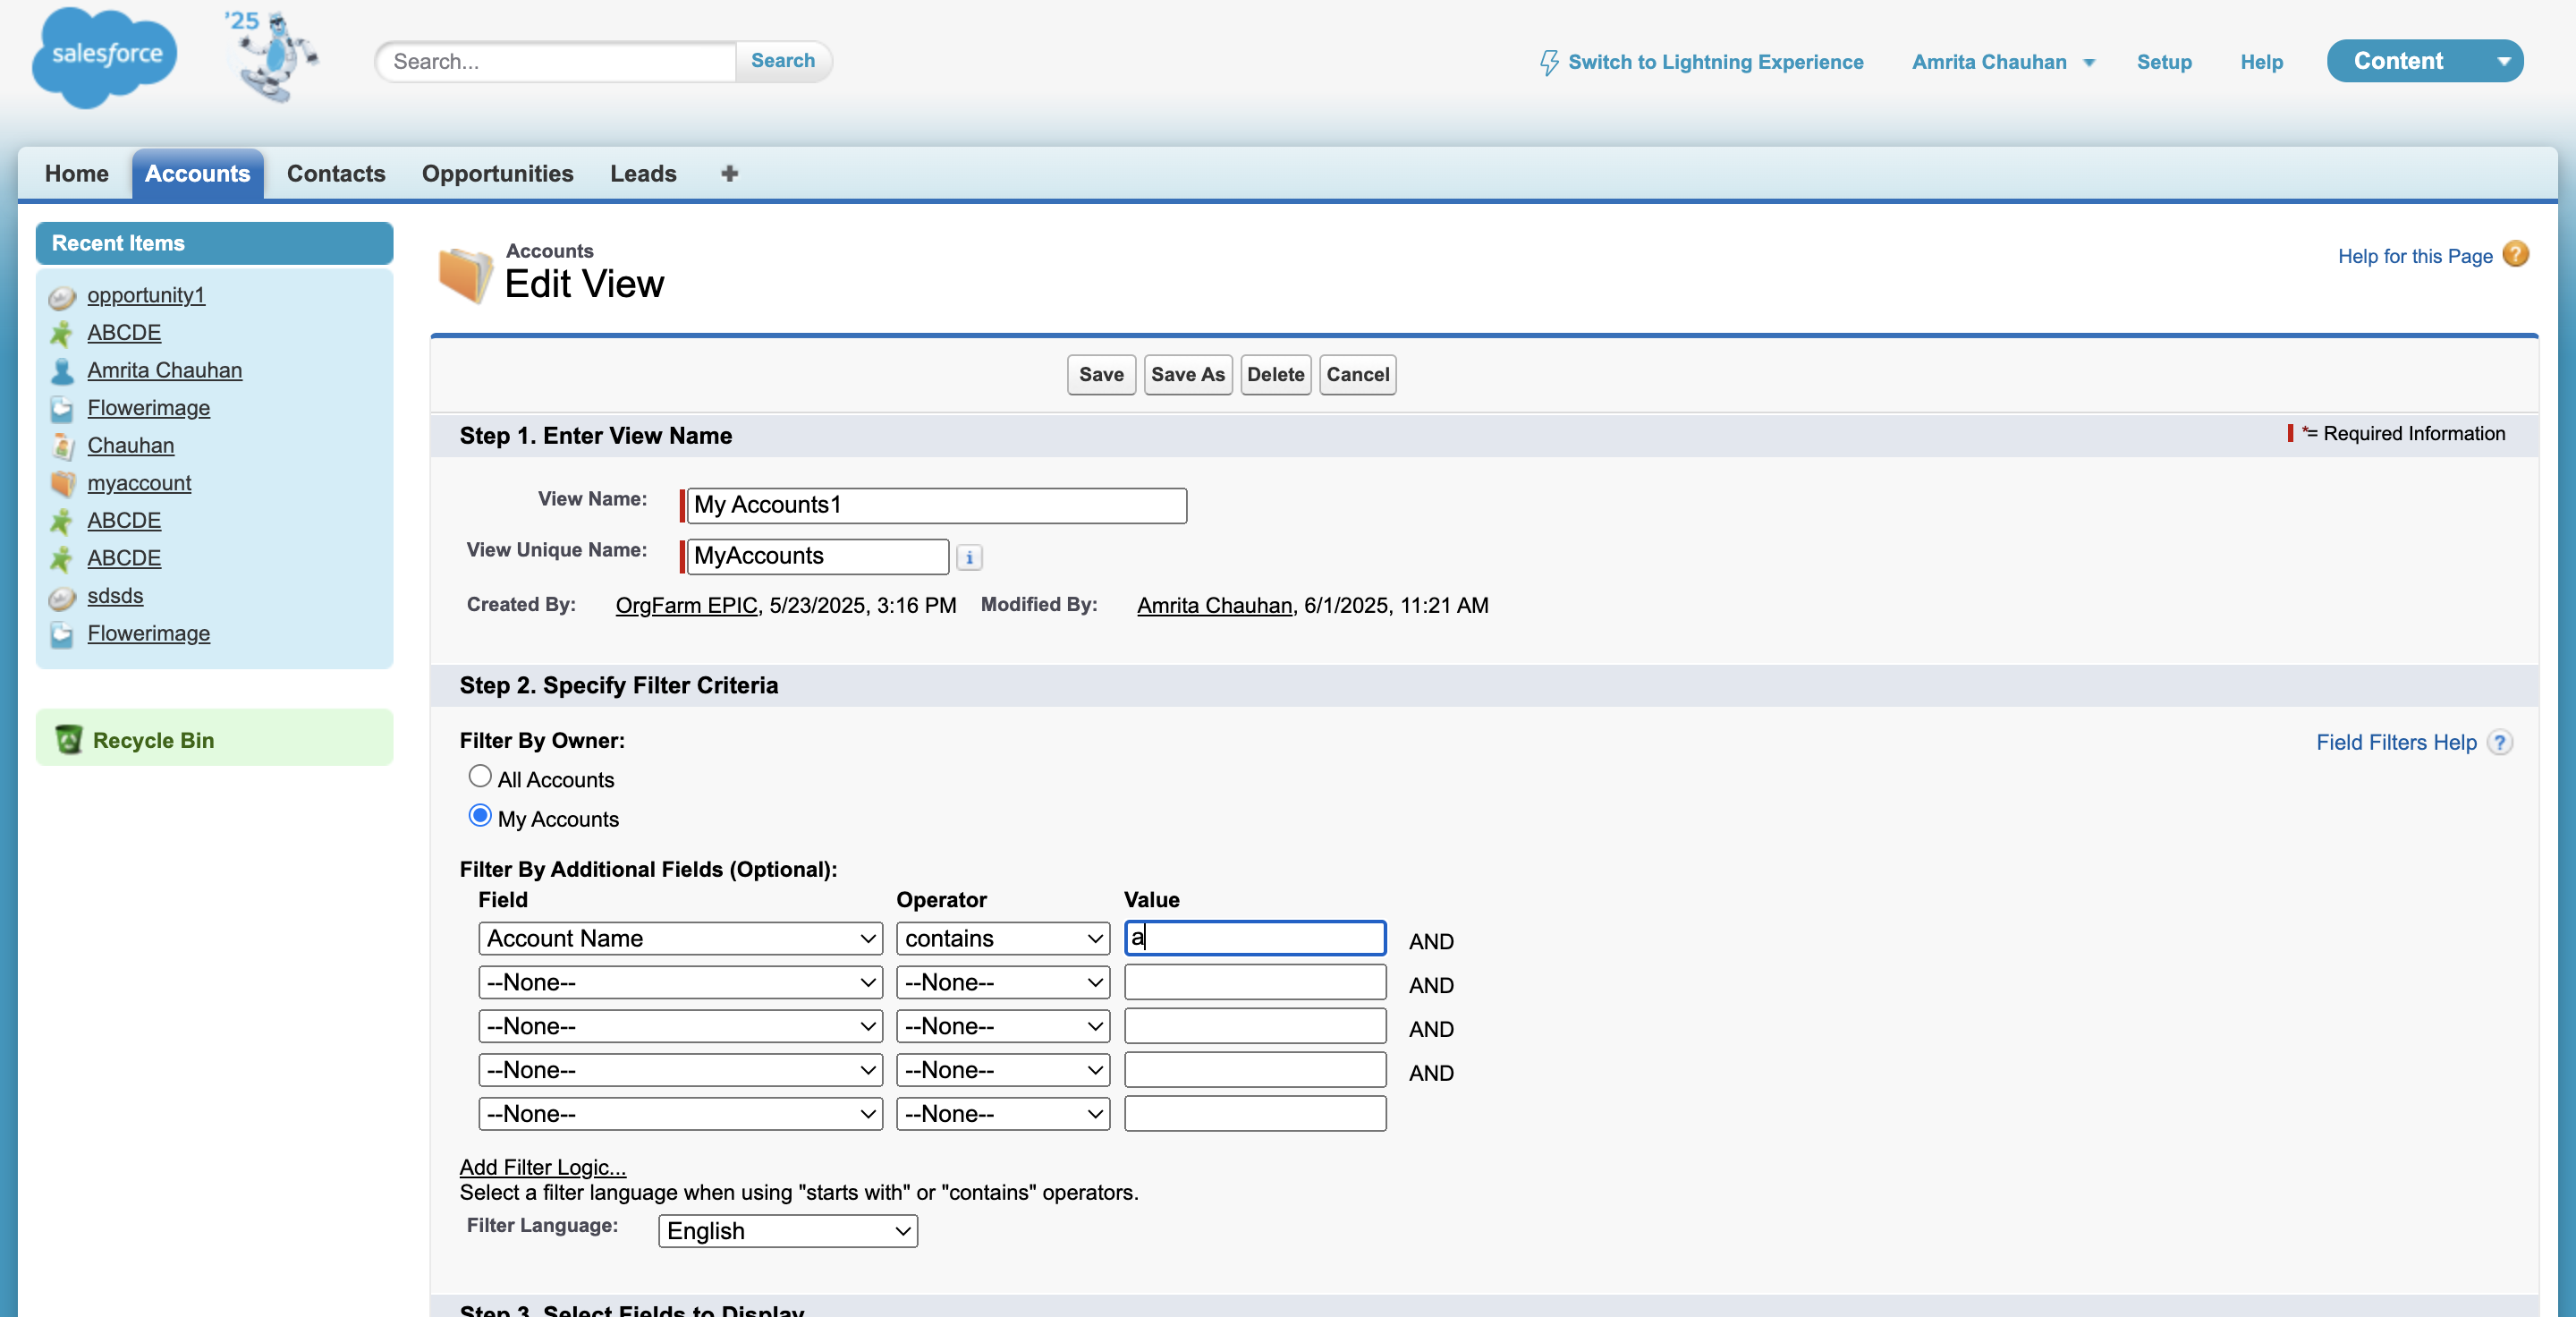 salesforce
'25
Search...
Search
Switch to Lightning Experience
Amrita Chauhan
Setup
Help
Content
Home
Accounts
Contacts
Opportunities
Leads
Recent Items
opportunity1
ABCDE
Amrita Chauhan
Flowerimage
Chauhan
myaccount
ABCDE
ABCDE
sdsds
Flowerimage
Recycle Bin
Accounts
Edit View
Help for this Page ?
Save
Save As
Delete
Cancel
Step 1. Enter View Name
*= Required Information
View Name:
My Accounts1
View Unique Name:
MyAccounts
i
Created By: OrgFarm EPIC, 5/23/2025, 3:16 PM Modified By: Amrita Chauhan, 6/1/2025, 11:21 AM
Step 2. Specify Filter Criteria
Filter By Owner:
Field Filters Help ?
All Accounts
My Accounts
Filter By Additional Fields (Optional):
Field Operator Value
Account Name contains a AND
--None-- --None-- AND
--None-- --None-- AND
--None-- --None-- AND
--None-- --None--
Add Filter Logic...
Select a filter language when using "starts with" or "contains" operators.
Filter Language: English
Step 3. Select Fields to Display